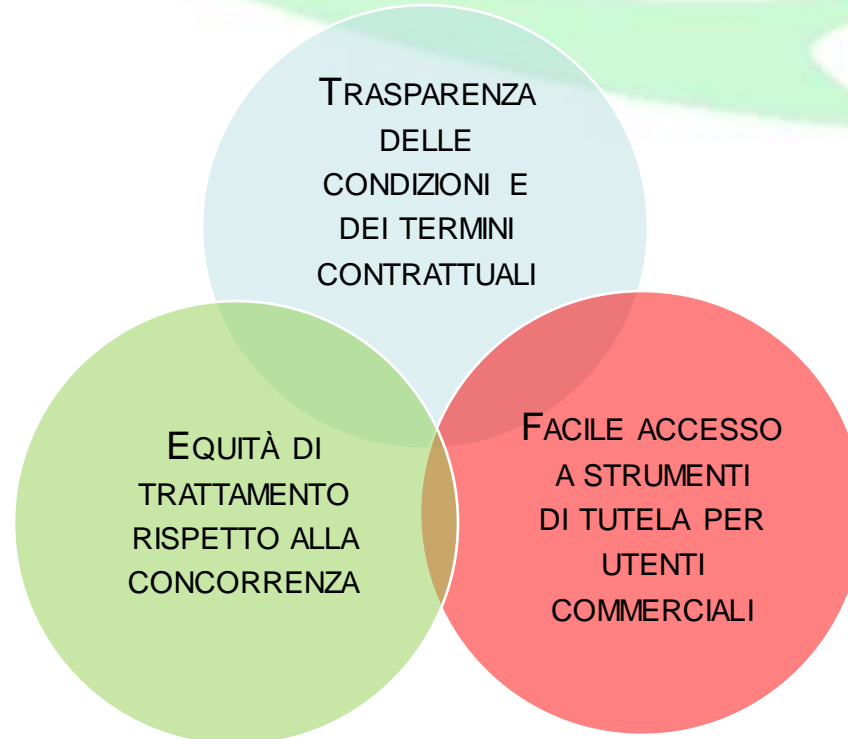 TRASPARENZA
DELLE
CONDIZIONI E
DEI TERMINI
CONTRATTUALI
EQUITÀ DI
TRATTAMENTO
RISPETTO ALLA
CONCORRENZA
FACILE ACCESSO
A STRUMENTI
DI TUTELA PER
UTENTI
COMMERCIALI